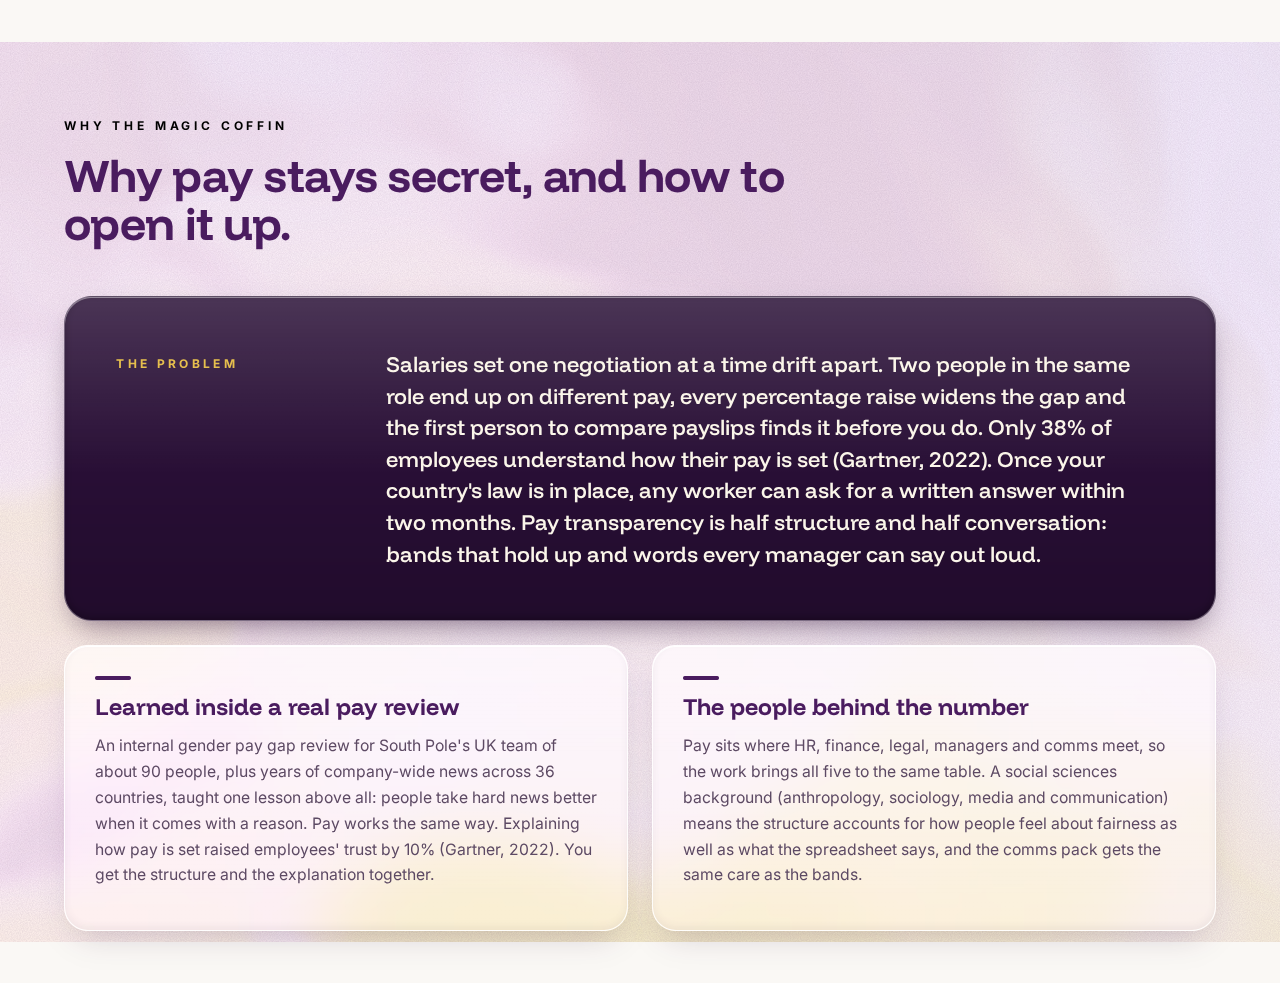 WHY THE MAGIC COFFIN
Why pay stays secret, and how to
open it up.
THE PROBLEM
Salaries set one negotiation at a time drift apart. Two people in the same
role end up on different pay, every percentage raise widens the gap and
the first person to compare payslips finds it before you do. Only 38% of
employees understand how their pay is set (Gartner, 2022). Once your
country's law is in place, any worker can ask for a written answer within
two months. Pay transparency is half structure and half conversation:
bands that hold up and words every manager can say out loud.
Learned inside a real pay review
An internal gender pay gap review for South Pole's UK team of
about 90 people, plus years of company-wide news across 36
countries, taught one lesson above all: people take hard news better
when it comes with a reason. Pay works the same way. Explaining
how pay is set raised employees' trust by 10% (Gartner, 2022). You
get the structure and the explanation together.
The people behind the number
Pay sits where HR, finance, legal, managers and comms meet, so
the work brings all five to the same table. A social sciences
background (anthropology, sociology, media and communication)
means the structure accounts for how people feel about fairness as
well as what the spreadsheet says, and the comms pack gets the
same care as the bands.